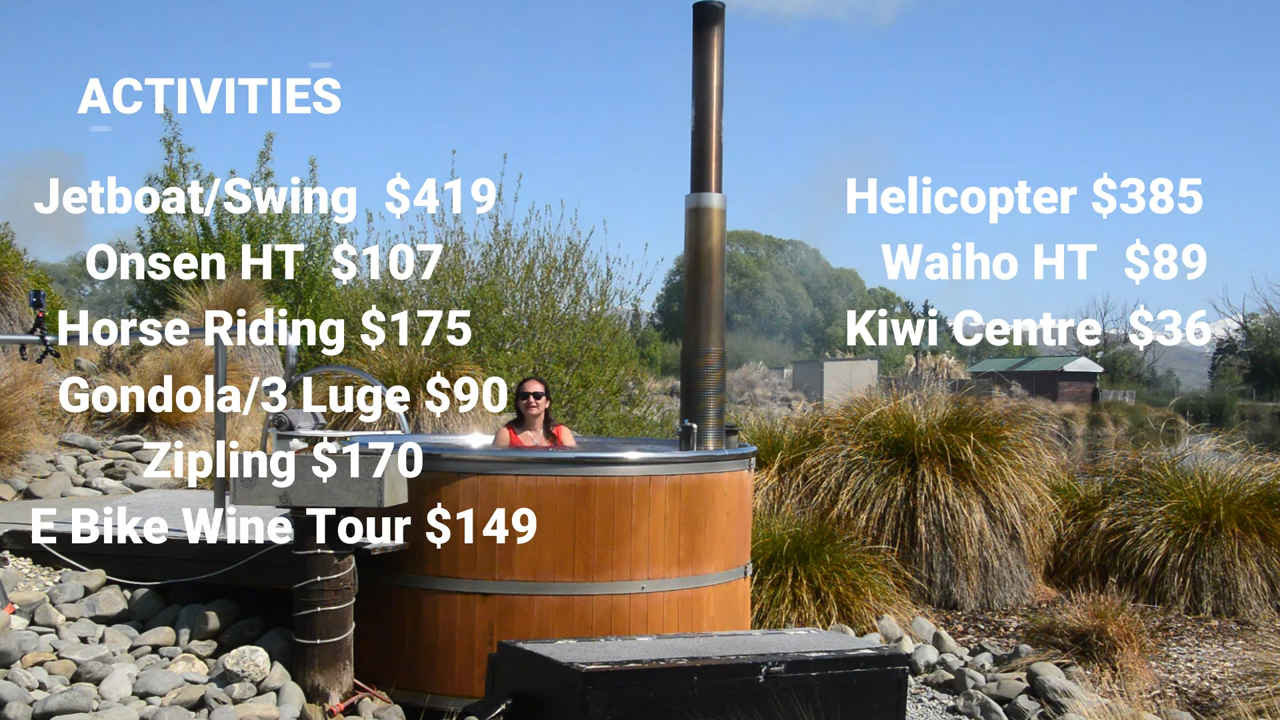 ACTIVITIES
Jetboat/Swing $419
Onsen HT $107
Horse Riding $175
Gondola/3 Luge $90
Zipling $170
E Bike Wine Tour $149
Helicopter $385
Waiho HT $89
Kiwi Centre $36